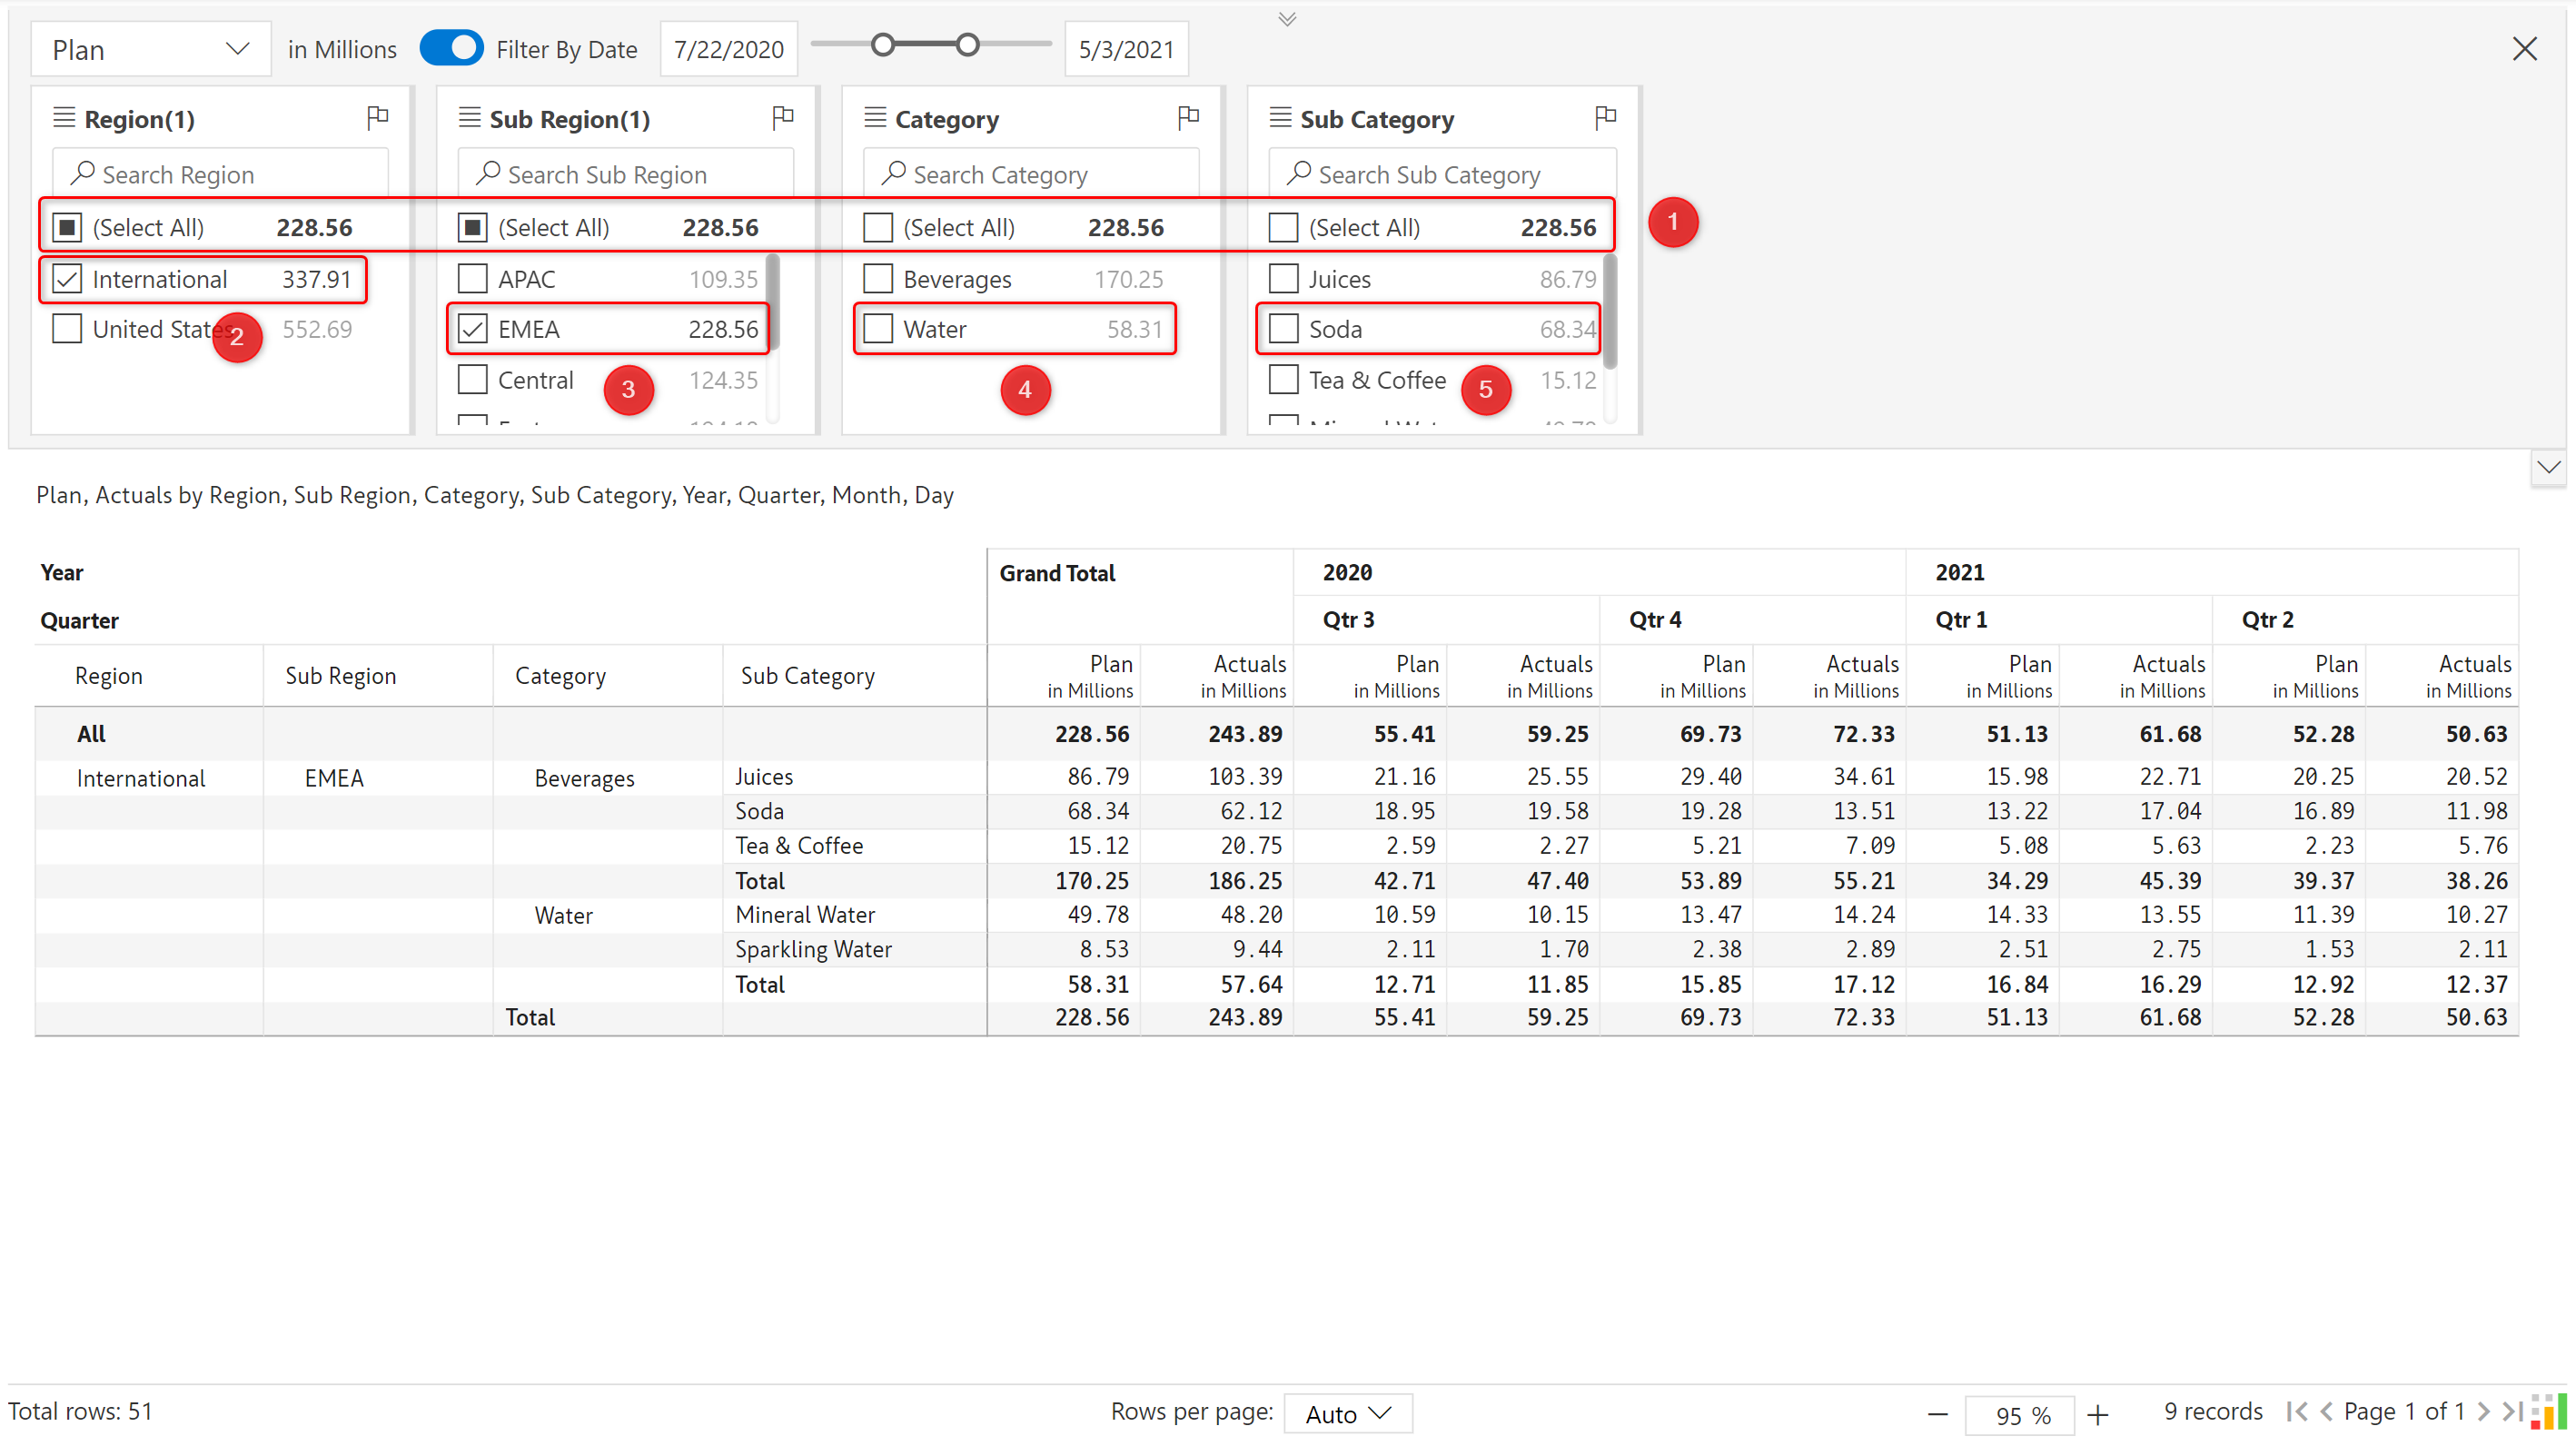 Plan in Millions Filter By Date 7/22/2020 5/3/2021
Region(1) Sub Region(1) Category Sub Category
Search Region Search Sub Region Search Category Search Sub Category
(Select All) 228.56 (Select All) 228.56 (Select All) 228.56 (Select All) 228.56 1
International 337.91 APAC 109.35 Beverages 170.25 Juices 86.79
United States 552.69 EMEA 228.56 Water 58.31 Soda 68.34
2
Central 124.35 Tea & Coffee 15.12
3 4 5
Plan, Actuals by Region, Sub Region, Category, Sub Category, Year, Quarter, Month, Day
Year Grand Total 2020 2021
Quarter Qtr 3 Qtr 4 Qtr 1 Qtr 2
Region Sub Region Category Sub Category Plan Actuals Plan Actuals Plan Actuals Plan Actuals Plan Actuals
in Millions in Millions in Millions in Millions in Millions in Millions in Millions in Millions in Millions in Millions
All 228.56 243.89 55.41 59.25 69.73 72.33 51.13 61.68 52.28 50.63
International EMEA Beverages Juices 86.79 103.39 21.16 25.55 29.40 34.61 15.98 22.71 20.25 20.52
Soda 68.34 62.12 18.95 19.58 19.28 13.51 13.22 17.04 16.89 11.98
Tea & Coffee 15.12 20.75 2.59 2.27 5.21 7.09 5.08 5.63 2.23 5.76
Total 170.25 186.25 42.71 47.40 53.89 55.21 34.29 45.39 39.37 38.26
Water Mineral Water 49.78 48.20 10.59 10.15 13.47 14.24 14.33 13.55 11.39 10.27
Sparkling Water 8.53 9.44 2.11 1.70 2.38 2.89 2.51 2.75 1.53 2.11
Total 58.31 57.64 12.71 11.85 15.85 17.12 16.84 16.29 12.92 12.37
Total 228.56 243.89 55.41 59.25 69.73 72.33 51.13 61.68 52.28 50.63
Total rows: 51 Rows per page: Auto 95 % 9 records Page 1 of 1